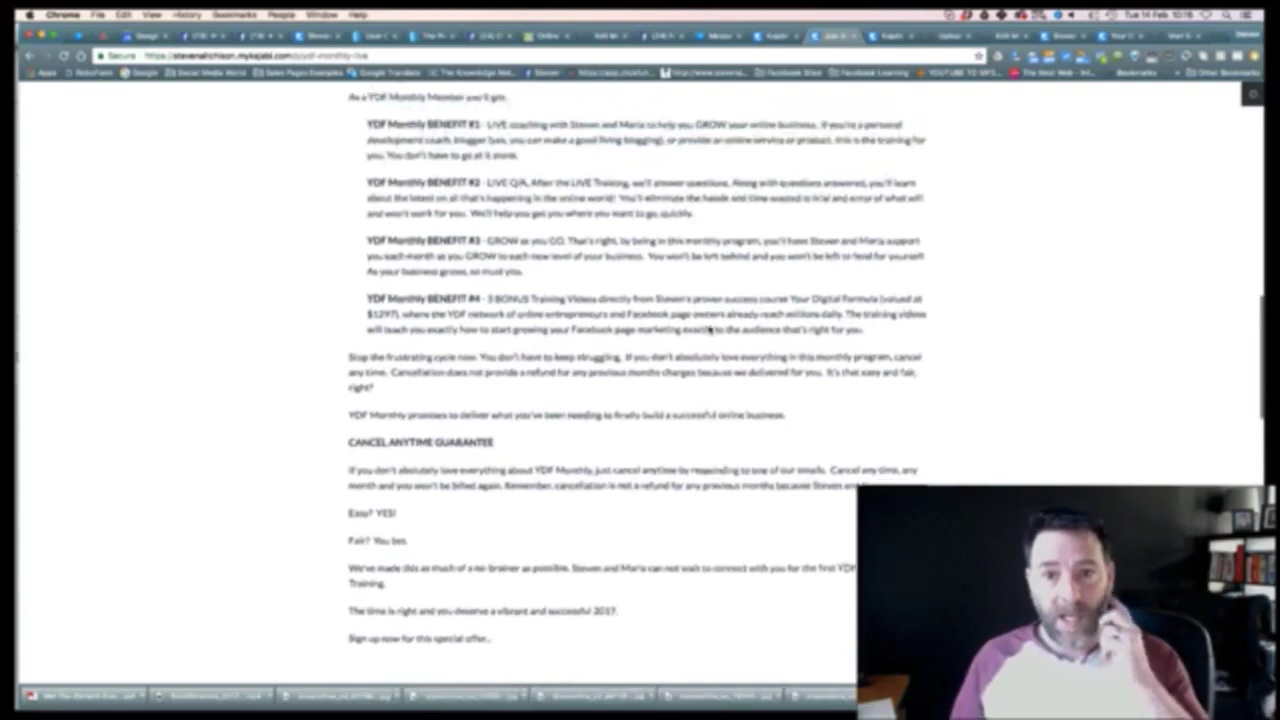 Chrome File Edit View History Bookmarks People Window Help
Tue 14 Feb
Secure
As a YDF Monthly Member you'll get:
YDF Monthly BENEFIT #1 - LIVE coaching with Steven and Maria to help you GROW your online business. If you're a personal
development coach, blogger (yes, you can make a good living blogging), or provide an online service or product, this is the training for
you. You don't have to go at it alone.
YDF Monthly BENEFIT #2 - LIVE Q/A. After the LIVE Training, we'll answer questions. Along with questions answered, you'll learn
about the latest on all that's happening in the online world! You'll eliminate the hassle and time wasted in trial and error of what will
and won't work for you. We'll help you get you where you want to go, quickly.
YDF Monthly BENEFIT #3 - GROW as you GO. That's right, by being in this monthly program, you'll have Steven and Maria support
you each month as you GROW to each new level of your business. You won't be left behind and you won't be left to fend for yourself
As your business grows, so must you.
YDF Monthly BENEFIT #4 - 3 BONUS Training Videos directly from Steven's proven success course Your Digital Formula (valued at
$1297), where the YDF network of online entrepreneurs and Facebook page owners already reach millions daily. The training videos
will teach you exactly how to start growing your Facebook page marketing exactly to the audience that's right for you.
Stop the frustrating cycle now. You don't have to keep struggling. If you don't absolutely love everything in this monthly program, cancel
any time. Cancellation does not provide a refund for any previous months charges because we delivered for you. It's that easy and fair,
right?
YDF Monthly promises to deliver what you've been needing to finally build a successful online business.
CANCEL ANYTIME GUARANTEE
If you don't absolutely love everything about YDF Monthly, just cancel anytime by responding to one of our emails. Cancel any time, any
month and you won't be billed again. Remember, cancellation is not a refund for any previous months because Steven and
Easy? YES!
Fair? You bet.
We've made this as much of a no-brainer as possible. Steven and Maria can not wait to connect with you for the first YDF
Training.
The time is right and you deserve a vibrant and successful 2017.
Sign up now for this special offer...